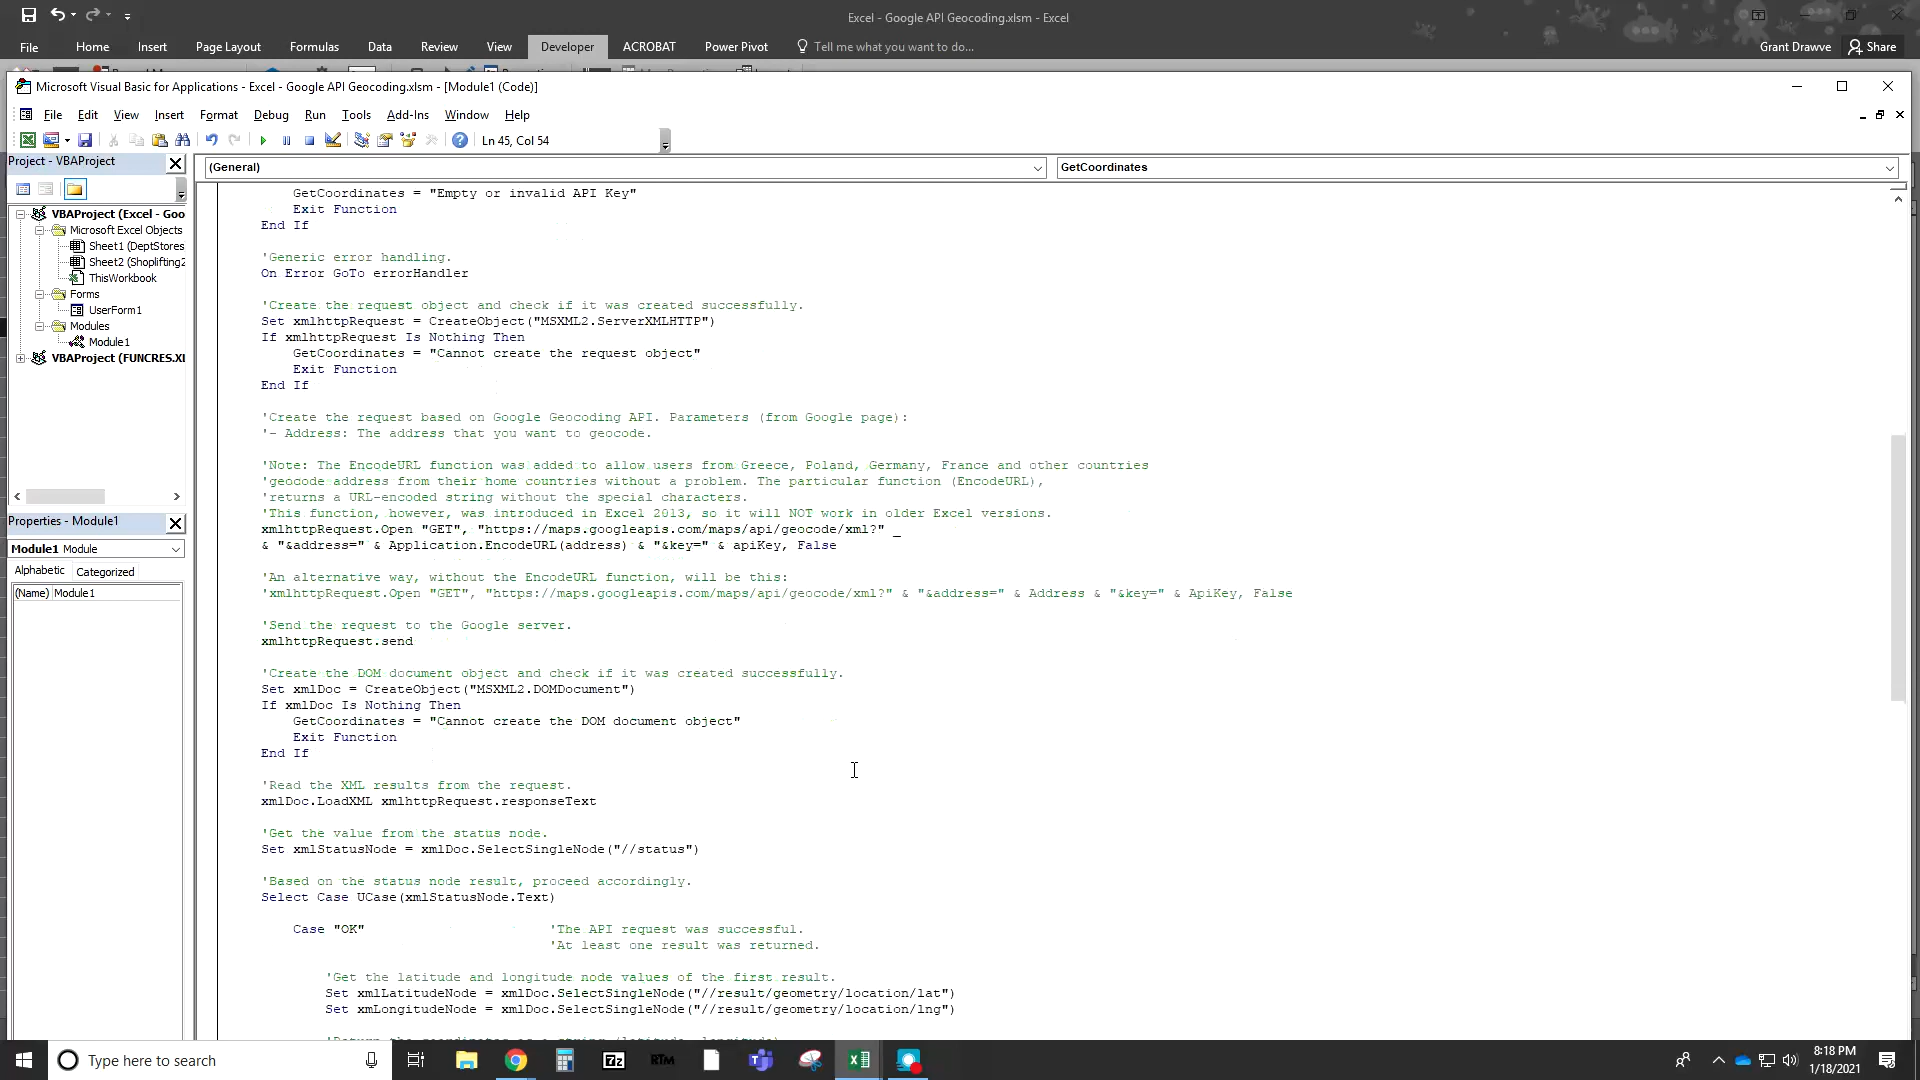 Excel - Google API Geocoding.xlsm - Excel
File Home Insert Page Layout Formulas Data Review View Developer ACROBAT Power Pivot Tell me what you want to do... Grant Drawve Share
Microsoft Visual Basic for Applications - Excel - Google API Geocoding.xlsm - [Module1 (Code)]
File Edit View Insert Format Debug Run Tools Add-Ins Window Help
Ln 45, Col 54
Project - VBAProject
(General) GetCoordinates
VBAProject (Excel - Goo
Microsoft Excel Objects
Sheet1 (DeptStores
Sheet2 (Shoplifting2
ThisWorkbook
Forms
UserForm1
Modules
Module1
VBAProject (FUNCRES.XL
Properties - Module1
Module1 Module
Alphabetic Categorized
(Name) Module1
GetCoordinates = "Empty or invalid API Key"
Exit Function
End If
'Generic error handling.
On Error GoTo errorHandler
'Create the request object and check if it was created successfully.
Set xmlhttpRequest = CreateObject("MSXML2.ServerXMLHTTP")
If xmlhttpRequest Is Nothing Then
GetCoordinates = "Cannot create the request object"
Exit Function
End If
'Create the request based on Google Geocoding API. Parameters (from Google page):
'- Address: The address that you want to geocode.
'Note: The EncodeURL function was added to allow users from Greece, Poland, Germany, France and other countries
'geocode address from their home countries without a problem. The particular function (EncodeURL),
'returns a URL-encoded string without the special characters.
'This function, however, was introduced in Excel 2013, so it will NOT work in older Excel versions.
xmlhttpRequest.Open "GET", "https://maps.googleapis.com/maps/api/geocode/xml?" _
& "&address=" & Application.EncodeURL(address) & "&key=" & apiKey, False
'An alternative way, without the EncodeURL function, will be this:
'xmlhttpRequest.Open "GET", "https://maps.googleapis.com/maps/api/geocode/xml?" & "&address=" & Address & "&key=" & ApiKey, False
'Send the request to the Google server.
xmlhttpRequest.send
'Create the DOM document object and check if it was created successfully.
Set xmlDoc = CreateObject("MSXML2.DOMDocument")
If xmlDoc Is Nothing Then
GetCoordinates = "Cannot create the DOM document object"
Exit Function
End If
'Read the XML results from the request.
xmlDoc.LoadXML xmlhttpRequest.responseText
'Get the value from the status node.
Set xmlStatusNode = xmlDoc.SelectSingleNode("//status")
'Based on the status node result, proceed accordingly.
Select Case UCase(xmlStatusNode.Text)
Case "OK" 'The API request was successful.
'At least one result was returned.
'Get the latitude and longitude node values of the first result.
Set xmlLatitudeNode = xmlDoc.SelectSingleNode("//result/geometry/location/lat")
Set xmLongitudeNode = xmlDoc.SelectSingleNode("//result/geometry/location/lng")
Type here to search
7z
RTM
8:18 PM
1/18/2021